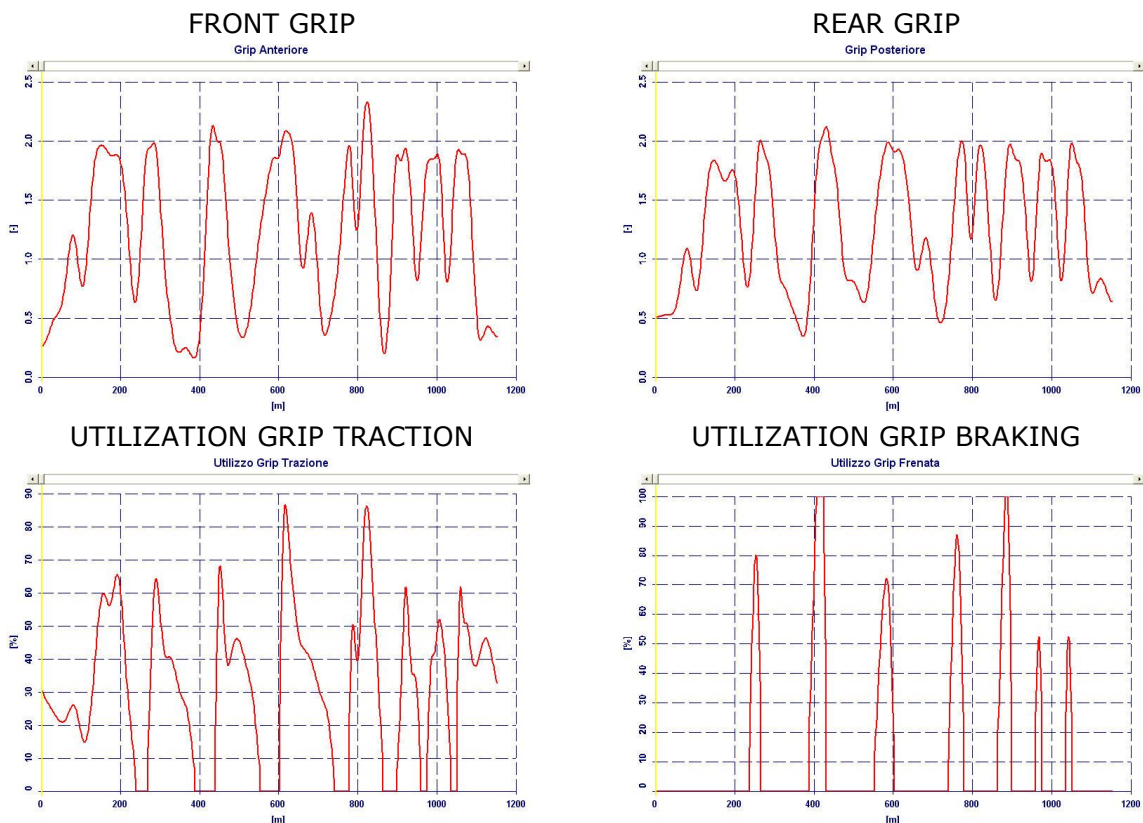 FRONT GRIP
Grip Anteriore
2.5
2.0
1.5
1.0
0.5
0.0
[-]
0 200 400 600 800 1000 1200
[m]
REAR GRIP
Grip Posteriore
2.5
2.0
1.5
1.0
0.5
0.0
[-]
0 200 400 600 800 1000 1200
[m]
UTILIZATION GRIP TRACTION
Utilizzo Grip Trazione
90
80
70
60
50
40
30
20
10
0
[%]
0 200 400 600 800 1000 1200
[m]
UTILIZATION GRIP BRAKING
Utilizzo Grip Frenata
100
90
80
70
60
50
40
30
20
10
0
[%]
0 200 400 600 800 1000 1200
[m]